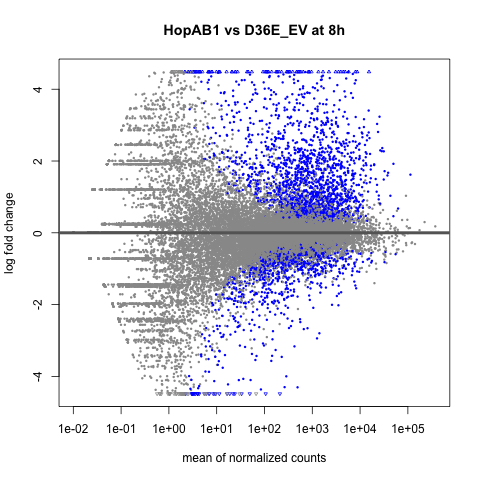 HopAB1 vs D36E_EV at 8h
log fold change
4
2
0
-2
-4
1e-02 1e-01 1e+00 1e+01 1e+02 1e+03 1e+04 1e+05
mean of normalized counts